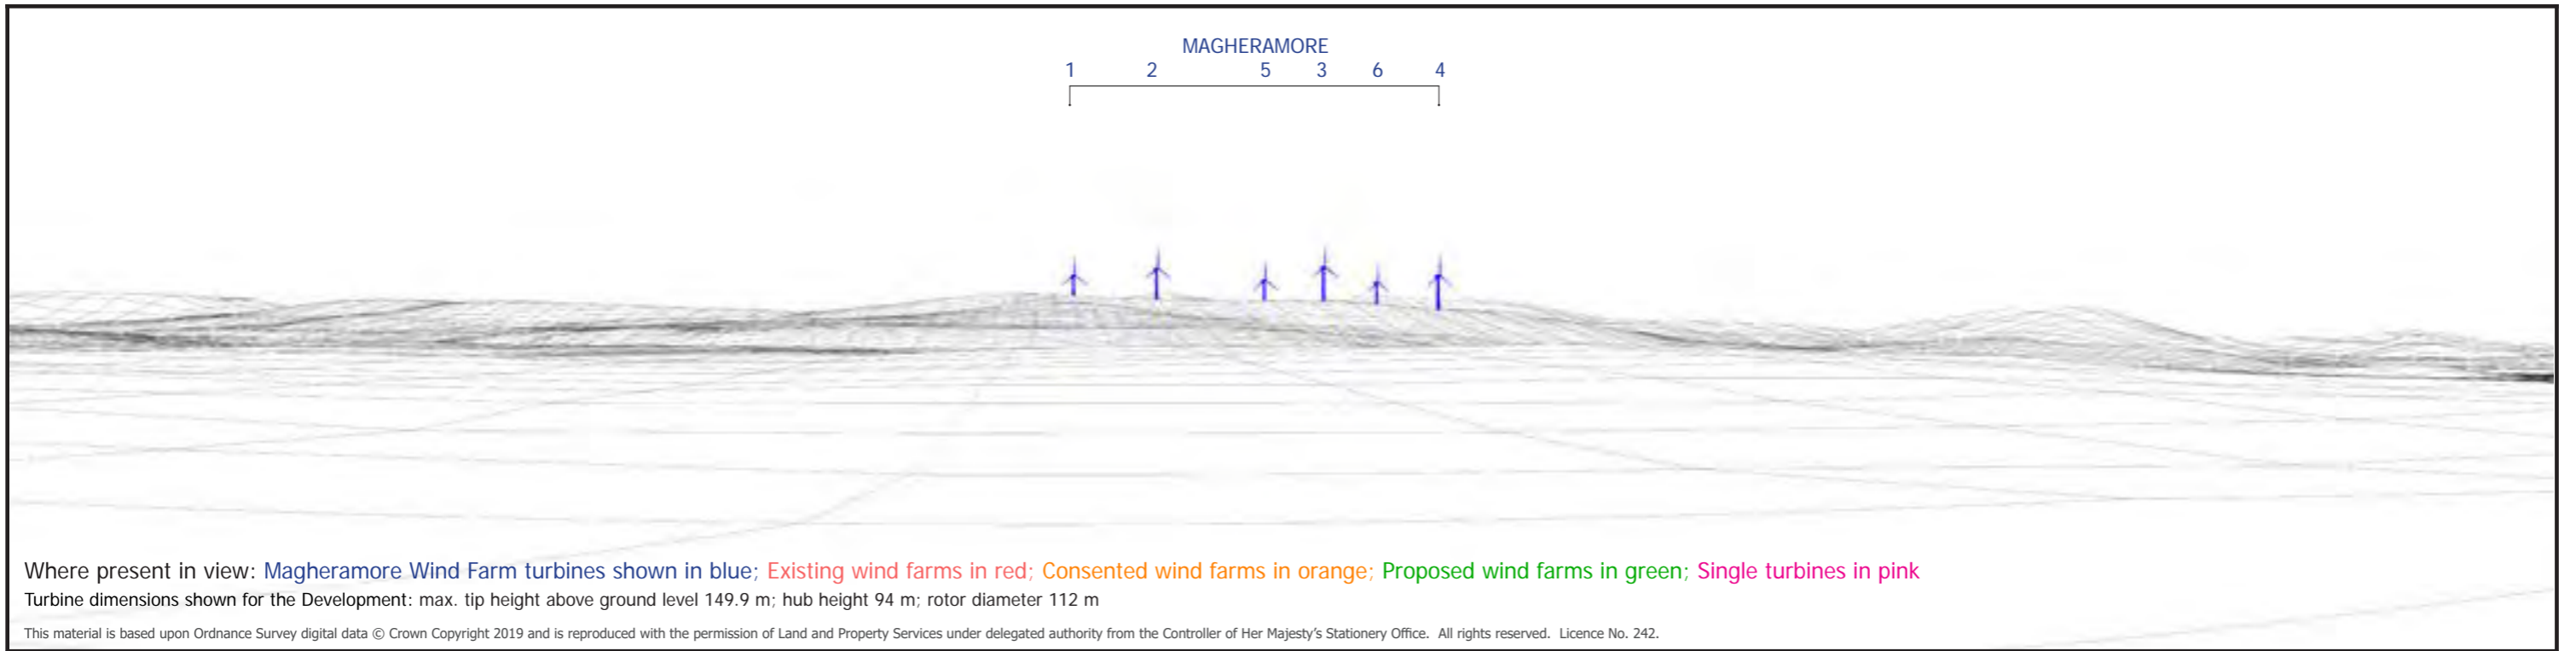 MAGHERAMORE
1 2 5 3 6 4
Where present in view: Magheramore Wind Farm turbines shown in blue; Existing wind farms in red; Consented wind farms in orange; Proposed wind farms in green; Single turbines in pink
Turbine dimensions shown for the Development: max. tip height above ground level 149.9 m; hub height 94 m; rotor diameter 112 m
This material is based upon Ordnance Survey digital data © Crown Copyright 2019 and is reproduced with the permission of Land and Property Services under delegated authority from the Controller of Her Majesty's Stationery Office. All rights reserved. Licence No. 242.